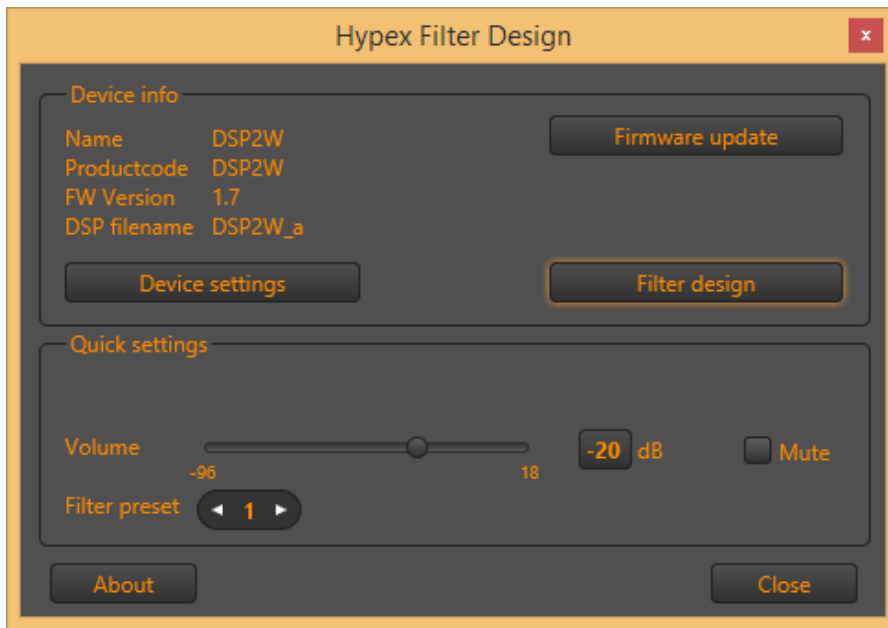 Hypex Filter Design
x
Device info
Name DSP2W
Firmware update
Productcode DSP2W
FW Version 1.7
DSP filename DSP2W_a
Device settings Filter design
Quick settings
Volume -20 dB Mute
-96 18
Filter preset 1
About Close